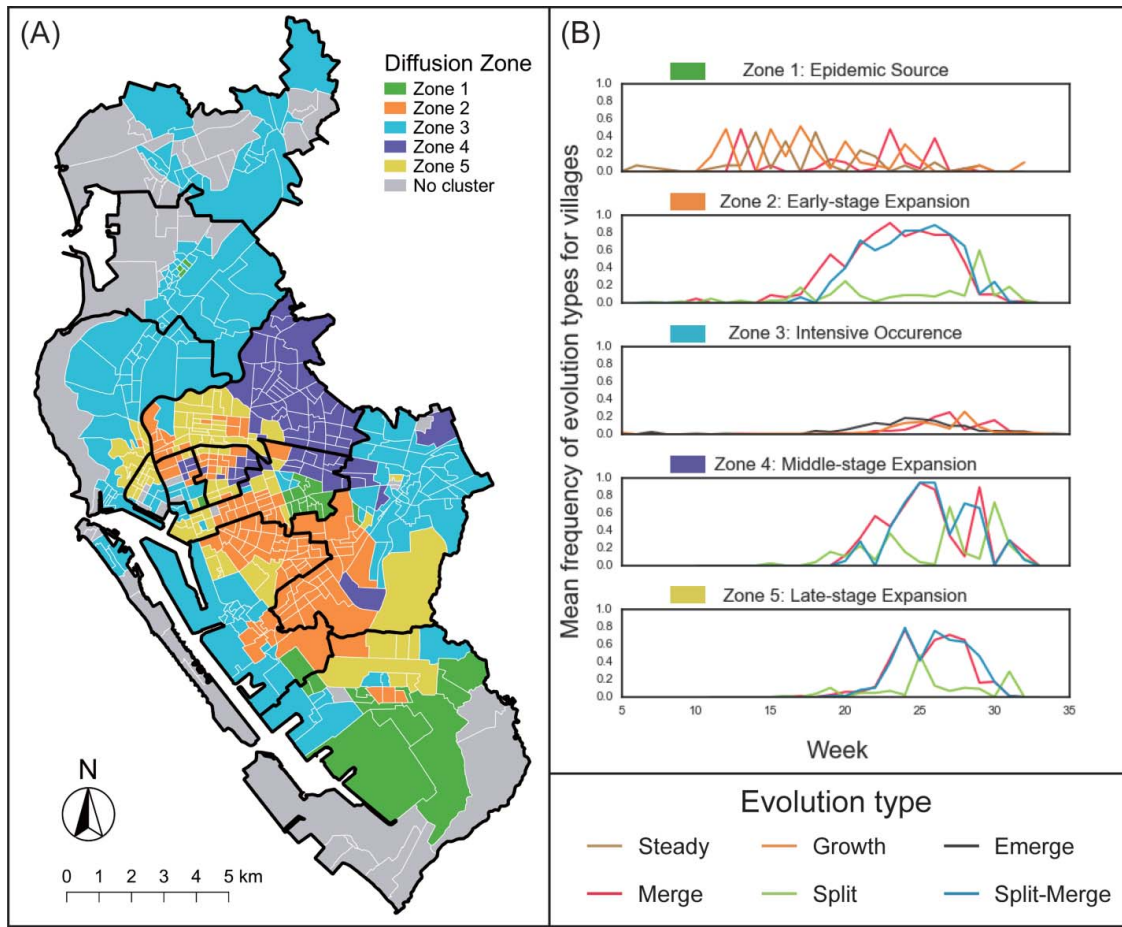 (A)
Diffusion Zone
Zone 1
Zone 2
Zone 3
Zone 4
Zone 5
No cluster
N
0 1 2 3 4 5 km
(B)
Mean frequency of evolution types for villages
Zone 1: Epidemic Source
1.0
0.8
0.6
0.4
0.2
0.0
Zone 2: Early-stage Expansion
1.0
0.8
0.6
0.4
0.2
0.0
Zone 3: Intensive Occurence
1.0
0.8
0.6
0.4
0.2
0.0
Zone 4: Middle-stage Expansion
1.0
0.8
0.6
0.4
0.2
0.0
Zone 5: Late-stage Expansion
1.0
0.8
0.6
0.4
0.2
0.0
5 10 15 20 25 30 35
Week
Evolution type
Steady Growth Emerge
Merge Split Split-Merge